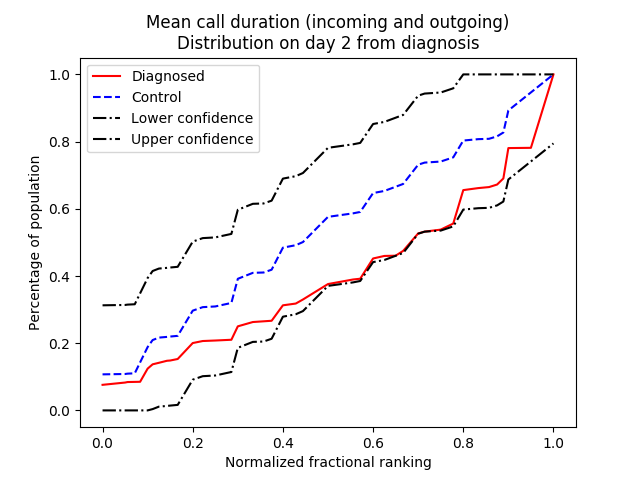 Mean call duration (incoming and outgoing)
Distribution on day 2 from diagnosis
Diagnosed
Control
Lower confidence
Upper confidence
Percentage of population
1.0
0.8
0.6
0.4
0.2
0.0
0.0 0.2 0.4 0.6 0.8 1.0
Normalized fractional ranking